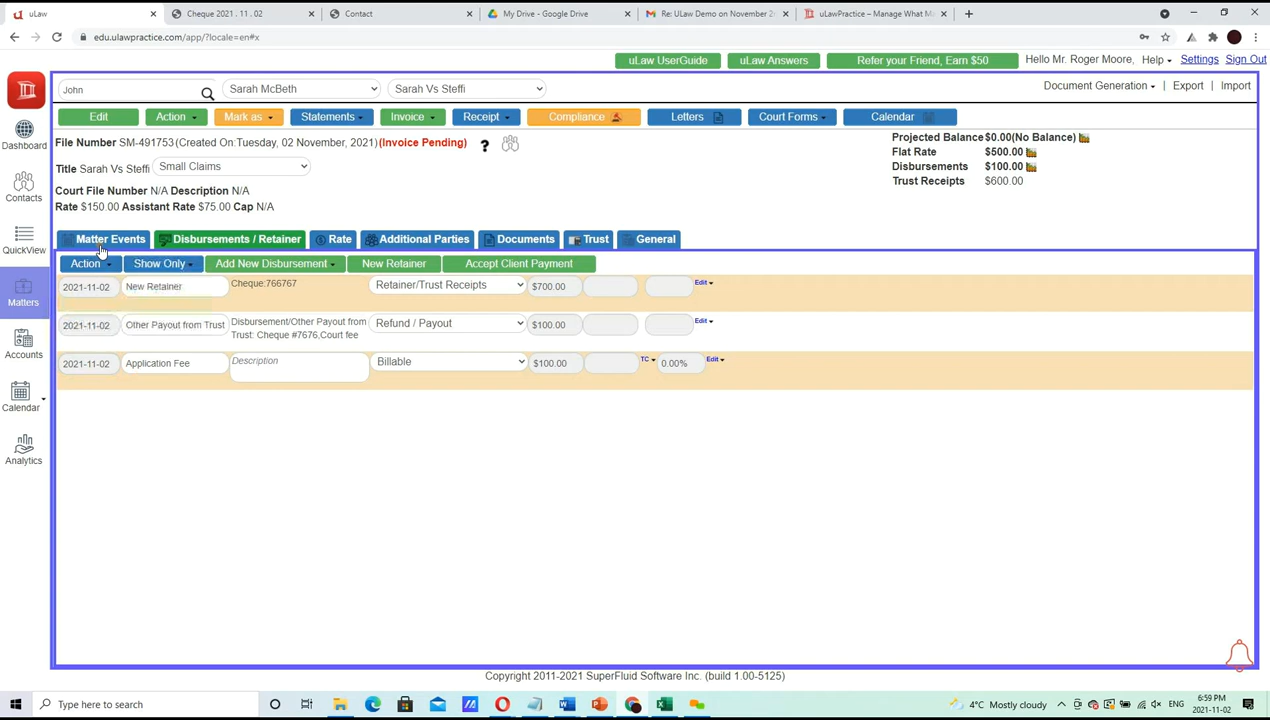 uLaw
Cheque 2021 . 11 . 02
Contact
My Drive - Google Drive
Re: ULaw Demo on November 2
uLawPractice – Manage What M
edu.ulawpractice.com/app/?locale=en#x
uLaw UserGuide
uLaw Answers
Refer your Friend, Earn $50
Hello Mr. Roger Moore,
Help
Settings
Sign Out
John
Sarah McBeth
Sarah Vs Steffi
Document Generation
Export
Import
Edit
Action
Mark as
Statements
Invoice
Receipt
Compliance
Letters
Court Forms
Calendar
File Number SM-491753 (Created On:Tuesday, 02 November, 2021) (Invoice Pending)
?
Title Sarah Vs Steffi
Small Claims
Court File Number N/A Description N/A
Rate $150.00 Assistant Rate $75.00 Cap N/A
Projected Balance $0.00(No Balance)
Flat Rate $500.00
Disbursements $100.00
Trust Receipts $600.00
Dashboard
Contacts
QuickView
Matters
Accounts
Calendar
Analytics
Matter Events
Disbursements / Retainer
Rate
Additional Parties
Documents
Trust
General
Action
Show Only
Add New Disbursement
New Retainer
Accept Client Payment
2021-11-02
New Retainer
Cheque:766767
Retainer/Trust Receipts
$700.00
Edit
2021-11-02
Other Payout from Trust
Disbursement/Other Payout from
Trust: Cheque #7676,Court fee
Refund / Payout
$100.00
Edit
2021-11-02
Application Fee
Description
Billable
$100.00
TC
0.00%
Edit
Copyright 2011-2021 SuperFluid Software Inc. (build 1.00-5125)
Type here to search
4°C Mostly cloudy
ENG
6:59 PM
2021-11-02